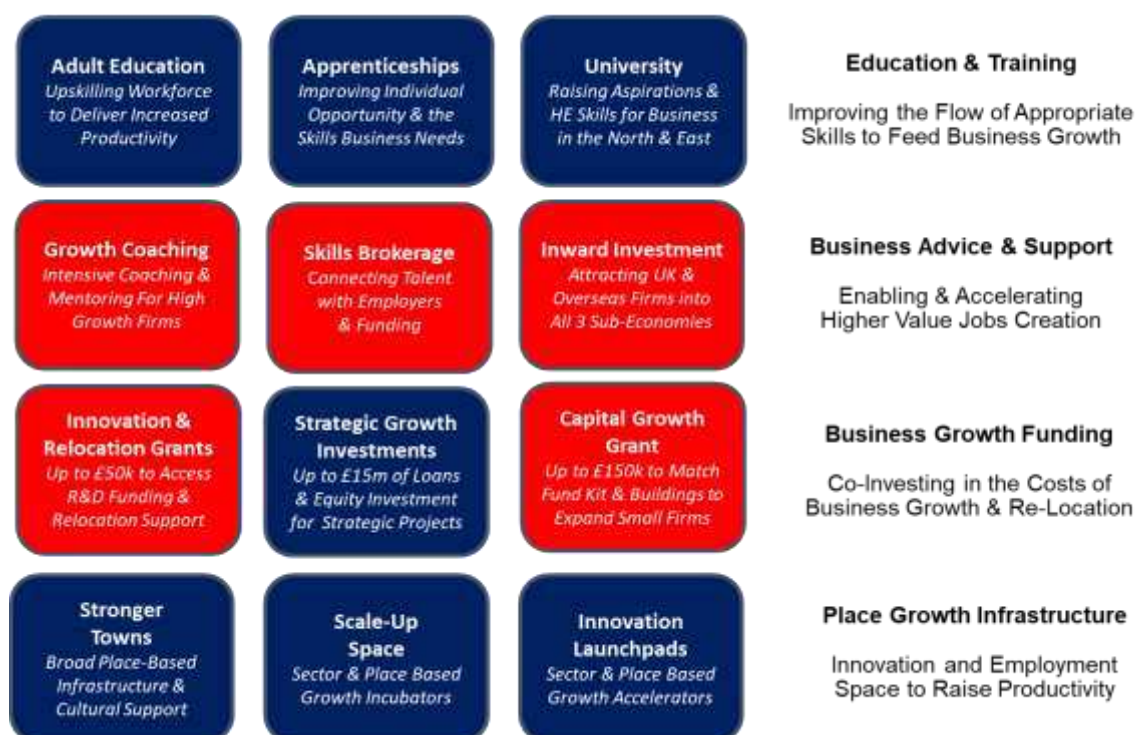 Adult Education
Upskilling Workforce
to Deliver Increased
Productivity
Apprenticeships
Improving Individual
Opportunity & the
Skills Business Needs
University
Raising Aspirations &
HE Skills for Business
in the North & East
Education & Training
Improving the Flow of Appropriate
Skills to Feed Business Growth
Growth Coaching
Intensive Coaching &
Mentoring For High
Growth Firms
Skills Brokerage
Connecting Talent
with Employers
& Funding
Inward Investment
Attracting UK &
Overseas Firms into
All 3 Sub-Economies
Business Advice & Support
Enabling & Accelerating
Higher Value Jobs Creation
Innovation &
Relocation Grants
Up to £50k to Access
R&D Funding &
Relocation Support
Strategic Growth
Investments
Up to £15m of Loans
& Equity Investment
for Strategic Projects
Capital Growth
Grant
Up to £150k to Match
Fund Kit & Buildings to
Expand Small Firms
Business Growth Funding
Co-Investing in the Costs of
Business Growth & Re-Location
Stronger
Towns
Broad Place-Based
Infrastructure &
Cultural Support
Scale-Up
Space
Sector & Place Based
Growth Incubators
Innovation
Launchpads
Sector & Place Based
Growth Accelerators
Place Growth Infrastructure
Innovation and Employment
Space to Raise Productivity